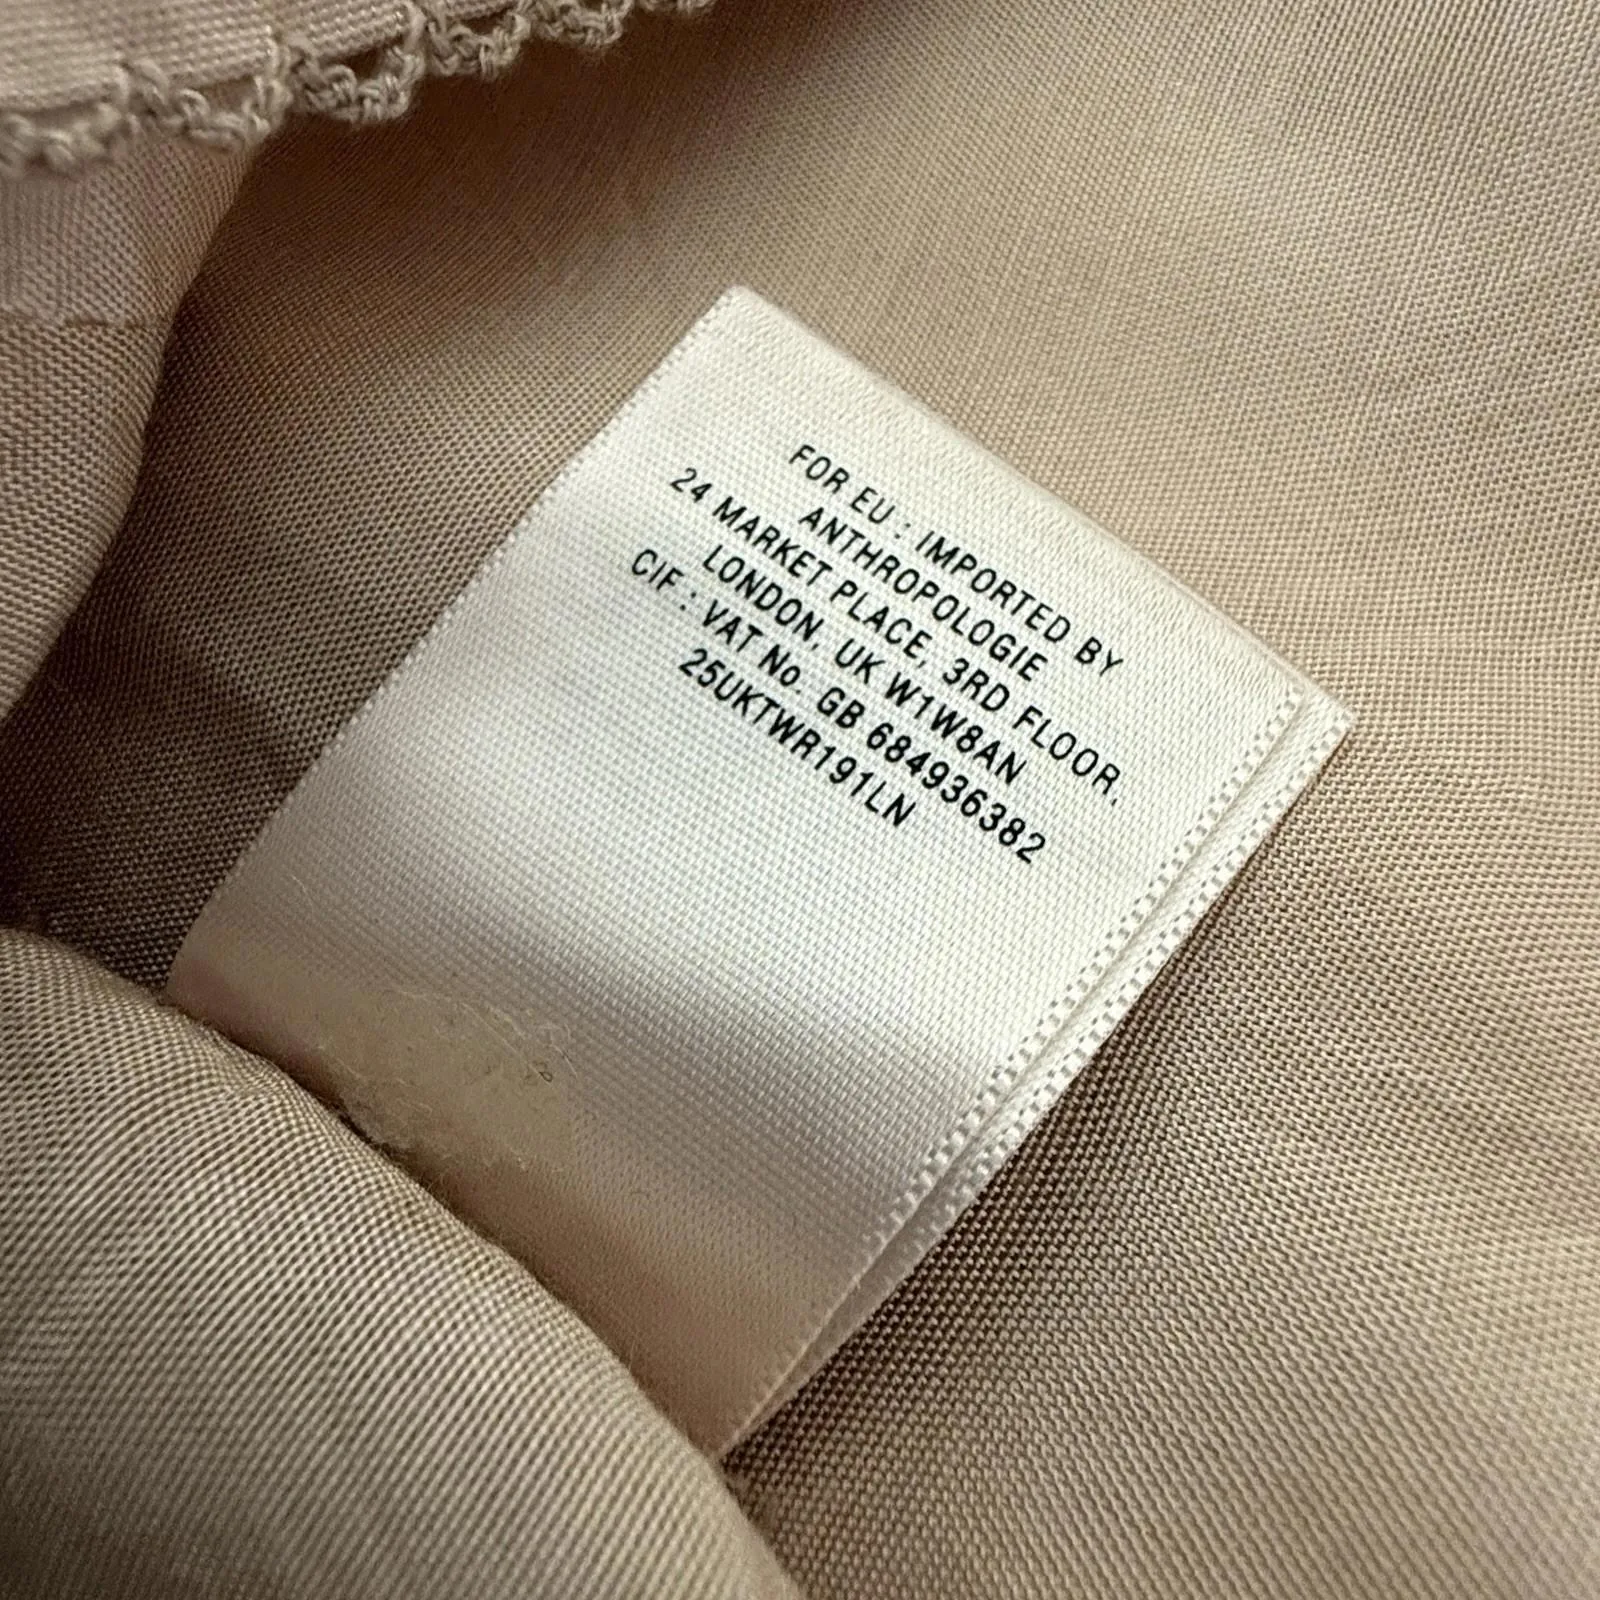 FOR EU : IMPORTED BY
ANTHROPOLOGIE
24 MARKET PLACE, 3RD FLOOR,
LONDON, UK W1W8AN
CIF : VAT No. GB 684936382
25UKTWR191LN